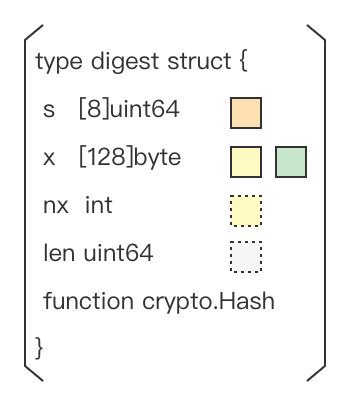 type digest struct {
s [8]uint64
x [128]byte
nx int
len uint64
function crypto.Hash
}